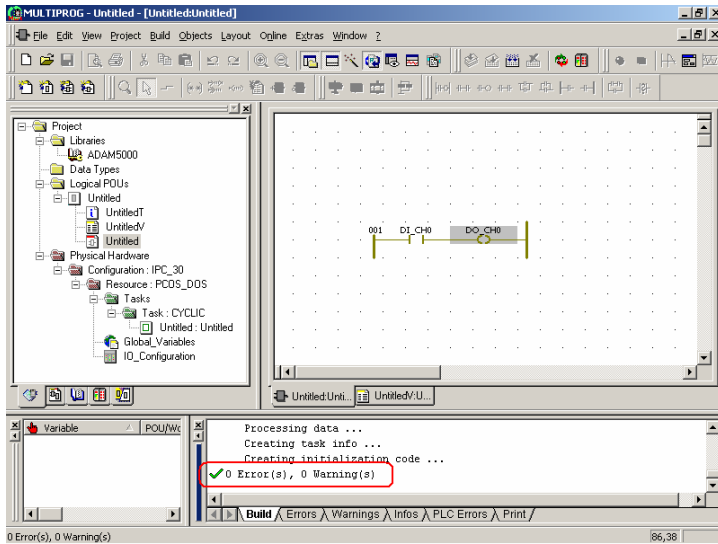 MULTIPROG - Untitled - [Untitled:Untitled]
File Edit View Project Build Objects Layout Online Extras Window ?
Project
Libraries
ADAM5000
Data Types
Logical POUs
Untitled
UntitledT
UntitledV
Untitled
Physical Hardware
Configuration : IPC_30
Resource : PCOS_DOS
Tasks
Task : CYCLIC
Untitled : Untitled
Global_Variables
IO_Configuration
001 DI_CH0 DO_CH0
Untitled:Unti... UntitledV:U...
Variable POU/Wo
Processing data ...
Creating task info ...
Creating initialization code ...
0 Error(s), 0 Warning(s)
Build Errors Warnings Infos PLC Errors Print
0 Error(s), 0 Warning(s) 86,38